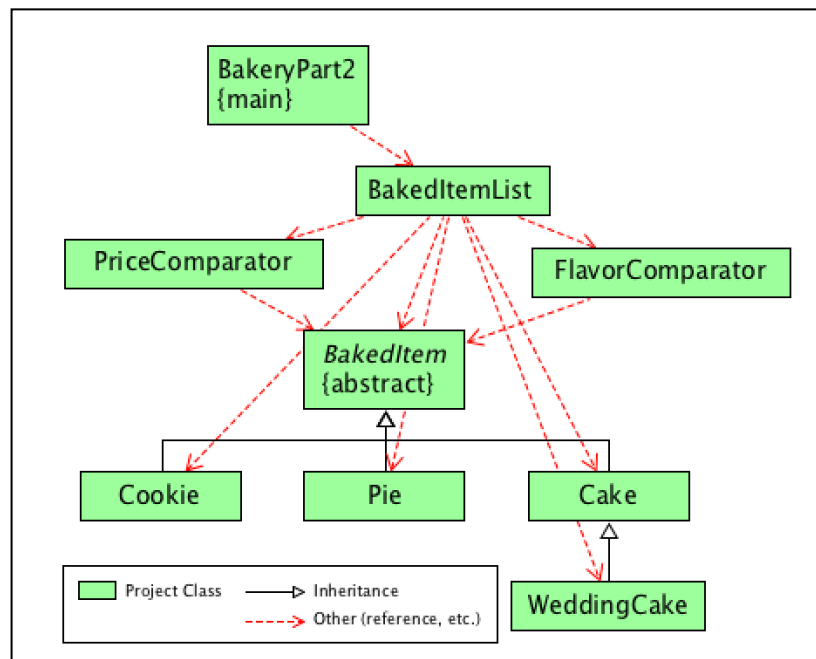 BakeryPart2
{main}
BakedItemList
PriceComparator
FlavorComparator
BakedItem
{abstract}
Cookie
Pie
Cake
WeddingCake
Project Class
Inheritance
Other (reference, etc.)